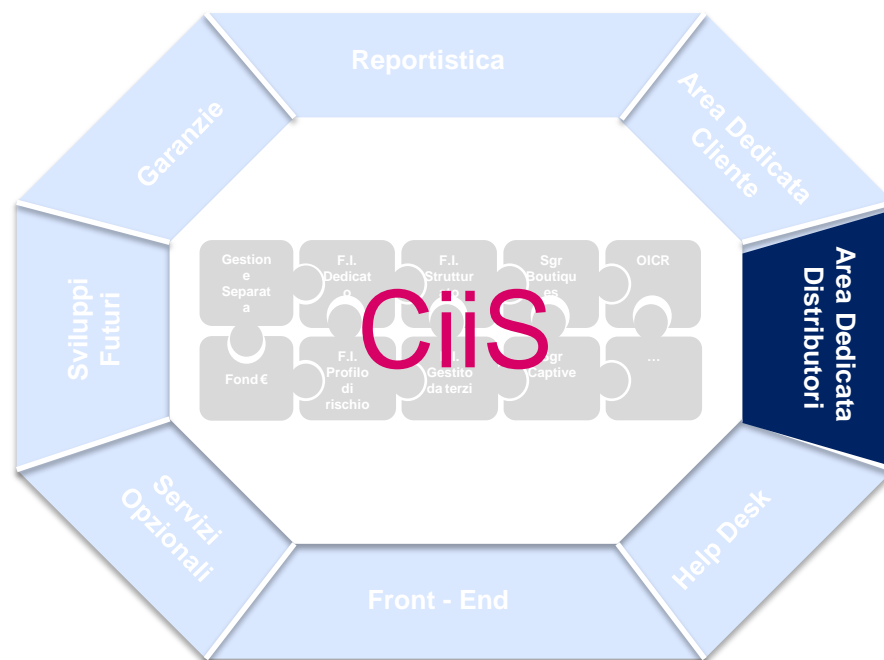 Reportistica
Garanzie
Area Dedicata
Cliente
Gestion
e
Separat
a
F.I.
Dedicat
o
F.I.
Struttur
o
Sgr
Boutiqu
es
OICR
Area Dedicata
Distributori
Sviluppi
Futuri
CiiS
Fond €
F.I.
Profilo
di
rischio
Gestito
da terzi
Sgr
Captive
...
Servizi
Opzionali
Help Desk
Front - End